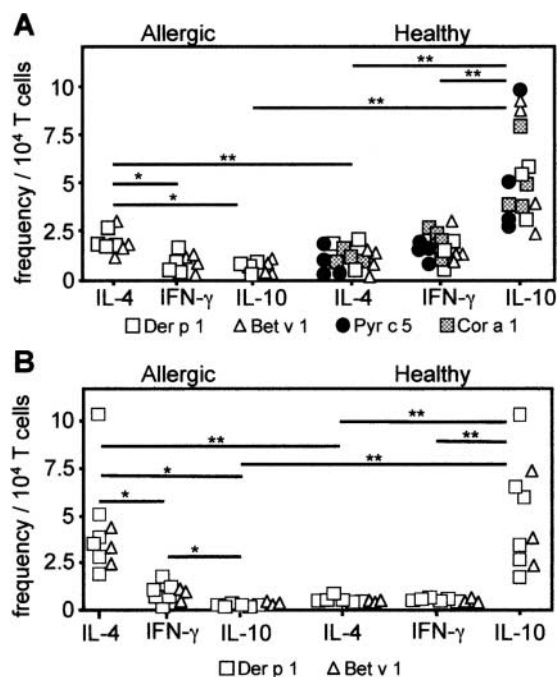 A
Allergic Healthy
**
10
**
**
7.5
frequency / 10⁴ T cells
**
5
*
*
2.5
0
IL-4 IFN-γ IL-10 IL-4 IFN-γ IL-10
Der p 1 Bet v 1 Pyr c 5 Cor a 1
B
Allergic Healthy
10
**
**
**
7.5
frequency / 10⁴ T cells
*
**
*
5
*
2.5
0
IL-4 IFN-γ IL-10 IL-4 IFN-γ IL-10
Der p 1 Bet v 1